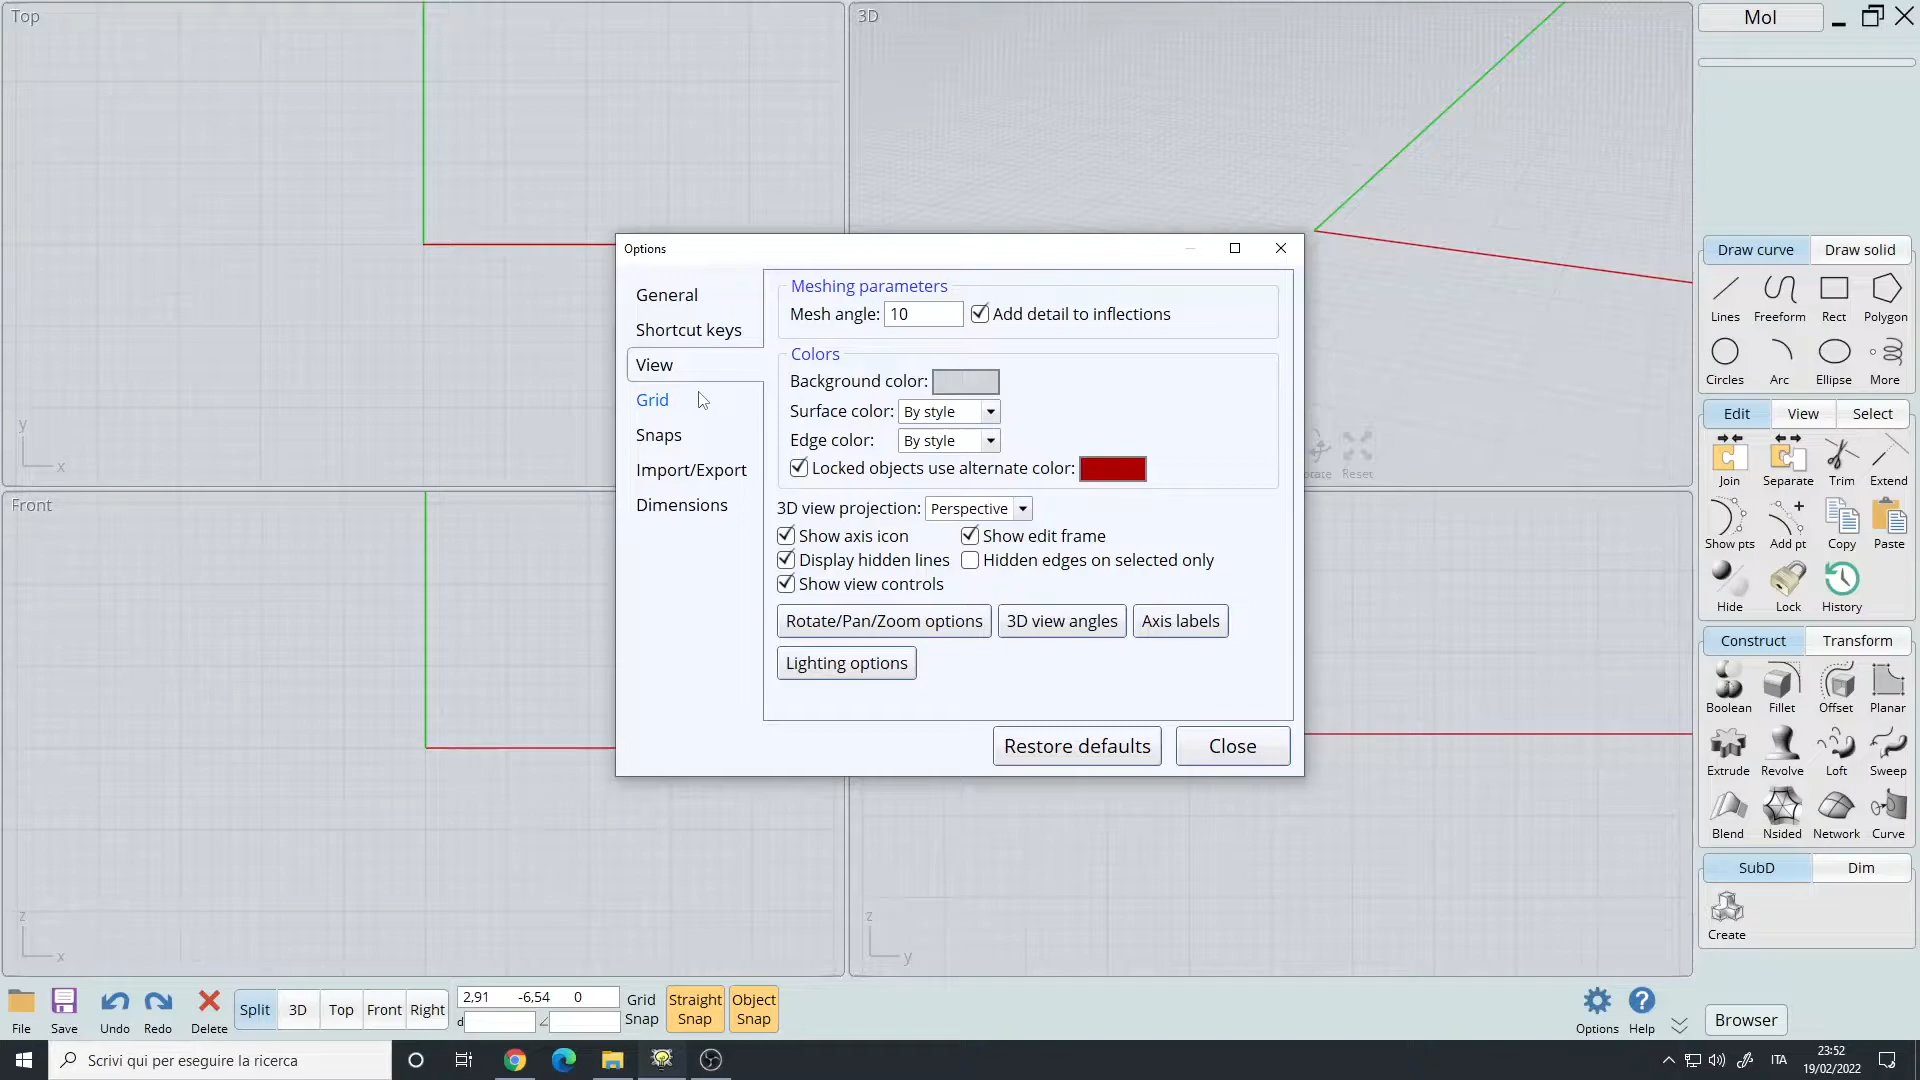 Top
3D
MoI
y
x
Front
z
x
z
y
Options
General
Shortcut keys
View
Grid
Snaps
Import/Export
Dimensions
Meshing parameters
Mesh angle: 10 Add detail to inflections
Colors
Background color:
Surface color: By style
Edge color: By style
Locked objects use alternate color:
3D view projection: Perspective
Show axis icon Show edit frame
Display hidden lines Hidden edges on selected only
Show view controls
Rotate/Pan/Zoom options 3D view angles Axis labels
Lighting options
Restore defaults Close
Reset
Draw curve Draw solid
Lines Freeform Rect Polygon
Circles Arc Ellipse More
Edit View Select
Join Separate Trim Extend
Show pts Add pt Copy Paste
Hide Lock History
Construct Transform
Boolean Fillet Offset Planar
Extrude Revolve Loft Sweep
Blend Nsided Network Curve
SubD Dim
Create
File Save Undo Redo Delete
Split 3D Top Front Right
2,91 -6,54 0
d
Grid Snap
Straight Snap
Object Snap
Options Help
Browser
Scrivi qui per eseguire la ricerca
ITA
23:52
19/02/2022